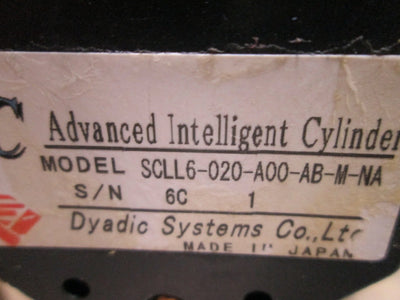 C Advanced Intelligent Cylinder
MODEL SCLL6-020-A00-AB-M-NA
S/N 6C 1
Dyadic Systems Co.,Ltd
MADE IN JAPAN